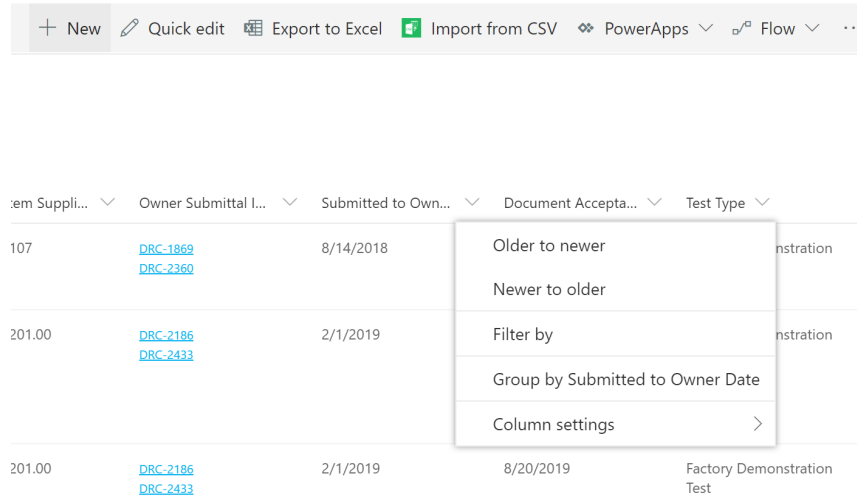 New Quick edit Export to Excel Import from CSV PowerApps Flow ..
tem Suppli... Owner Submittal I... Submitted to Own... Document Accepta... Test Type
107 DRC-1869 8/14/2018 Older to newer nstration
DRC-2360
Newer to older
201.00 DRC-2186 2/1/2019 Filter by nstration
DRC-2433
Group by Submitted to Owner Date
Column settings
201.00 DRC-2186 2/1/2019 8/20/2019 Factory Demonstration
DRC-2433 Test